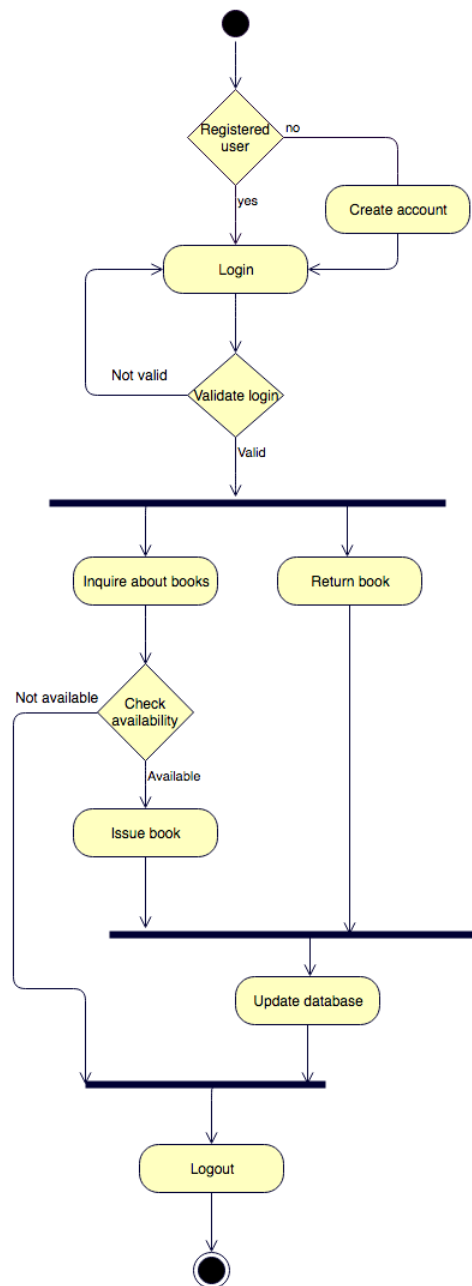 Registered
user
no
yes
Create account
Login
Not valid
Validate login
Valid
Inquire about books
Return book
Not available
Check
availability
Available
Issue book
Update database
Logout